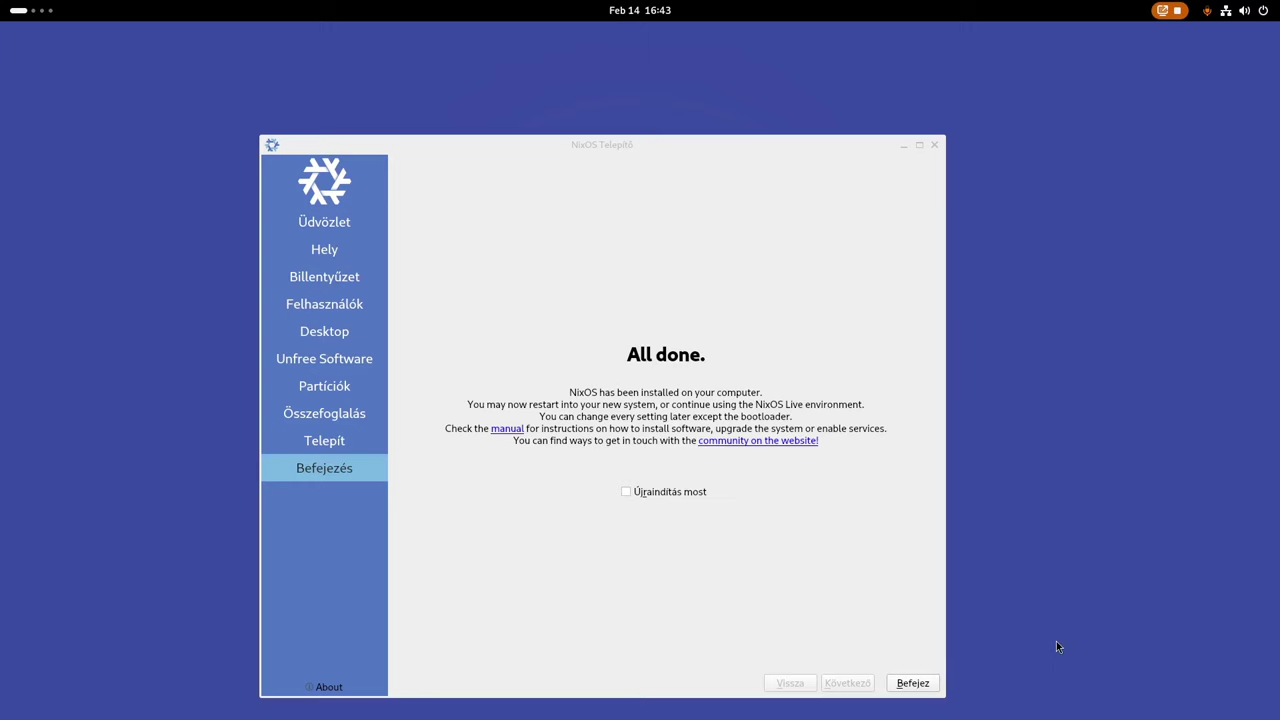 Feb 14 16:43
NixOS Telepítő
Üdvözlet
Hely
Billentyűzet
Felhasználók
Desktop
Unfree Software
Partíciók
Összefoglalás
Telepít
Befejezés
About
All done.
NixOS has been installed on your computer.
You may now restart into your new system, or continue using the NixOS Live environment.
You can change every setting later except the bootloader.
Check the manual for instructions on how to install software, upgrade the system or enable services.
You can find ways to get in touch with the community on the website!
Újraindítás most
Vissza
Következő
Befejez